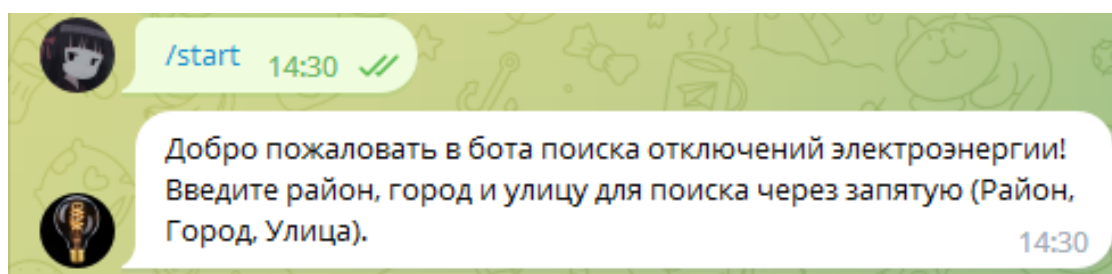 /start 14:30
Добро пожаловать в бота поиска отключений электроэнергии!
Введите район, город и улицу для поиска через запятую (Район,
Город, Улица).
14:30